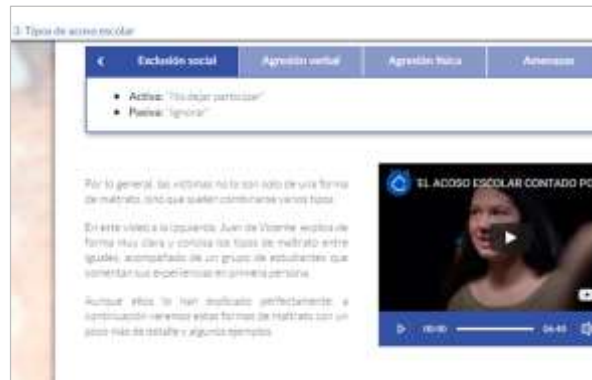 3. Tipos de acoso escolar
Exclusión social Agresión verbal Agresión física Amenazas
Activa: "No dejar participar"
Pasiva: "Ignorar"
EL ACOSO ESCOLAR CONTADO PO
Por lo general, las víctimas no lo son solo de una forma
de maltrato, sino que suelen combinarse varios tipos.
En este vídeo a la izquierda, Juan de Vicente explica de
forma muy clara y concisa los tipos de maltrato entre
iguales, acompañado de un grupo de estudiantes que
comentan sus experiencias en primera persona.
Aunque ellos lo han explicado perfectamente, a
continuación veremos estas formas de maltrato con un
poco más de detalle y algunos ejemplos.
00:00